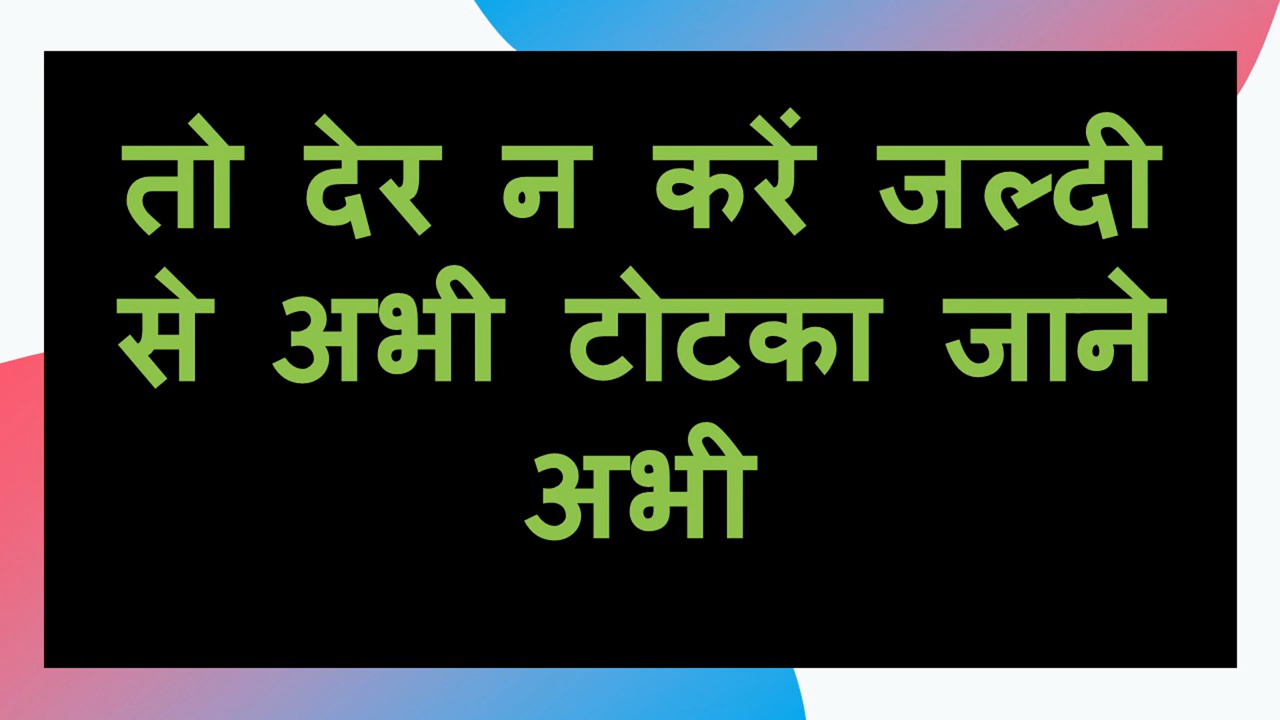 तो देर न करें जल्दी
से अभी टोटका जाने
अभी